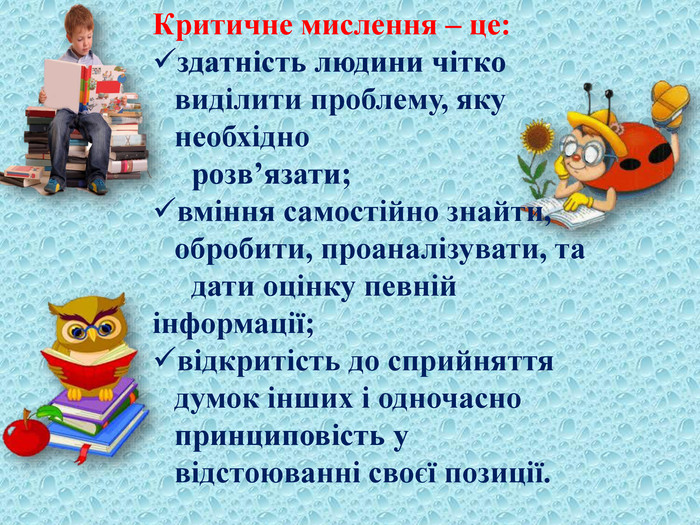 Критичне мислення – це:
✓здатність людини чітко
виділити проблему, яку
необхідно
розв’язати;
✓вміння самостійно знайти,
обробити, проаналізувати, та
дати оцінку певній
інформації;
✓відкритість до сприйняття
думок інших і одночасно
принциповість у
відстоюванні своєї позиції.